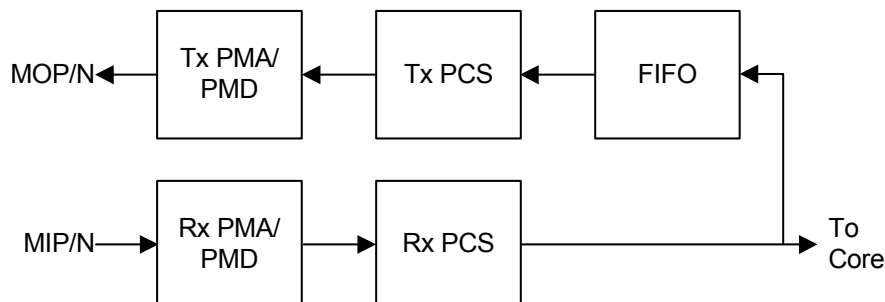 MOP/N
Tx PMA/
PMD
Tx PCS
FIFO
MIP/N
Rx PMA/
PMD
Rx PCS
To
Core